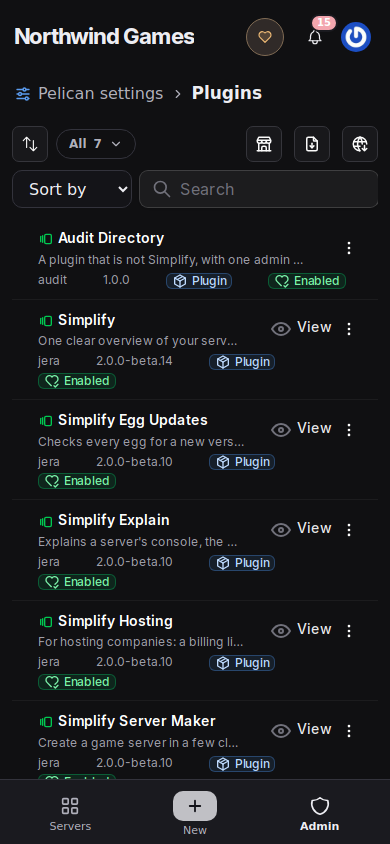 Northwind Games
15
Pelican settings > Plugins
All 7
Sort by
Search
Audit Directory
A plugin that is not Simplify, with one admin ...
audit 1.0.0 Plugin Enabled
Simplify
View
One clear overview of your serv...
jera 2.0.0-beta.14 Plugin
Enabled
Simplify Egg Updates
View
Checks every egg for a new vers...
jera 2.0.0-beta.10 Plugin
Enabled
Simplify Explain
View
Explains a server's console, the ...
jera 2.0.0-beta.10 Plugin
Enabled
Simplify Hosting
View
For hosting companies: a billing li...
jera 2.0.0-beta.10 Plugin
Enabled
Simplify Server Maker
View
Create a game server in a few cl...
jera 2.0.0-beta.10 Plugin
Enabled
Servers
New
Admin